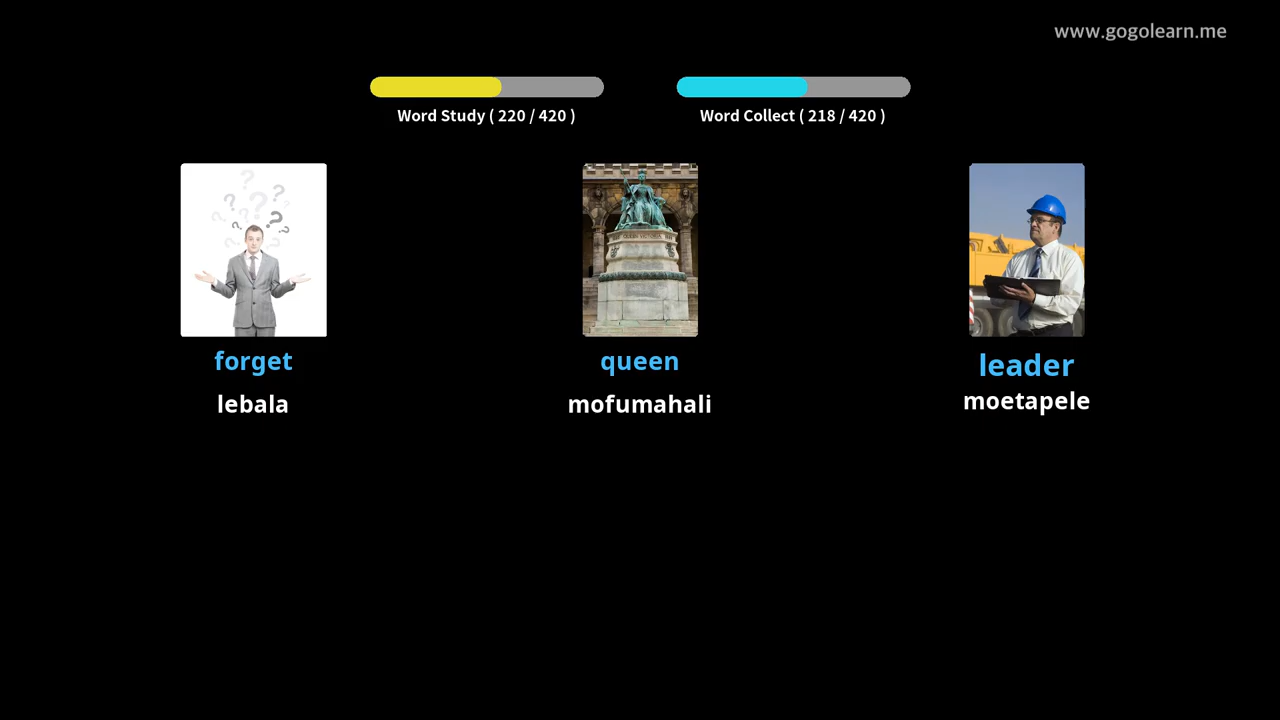 www.gogolearn.me
Word Study ( 220 / 420 )
Word Collect ( 218 / 420 )
forget
queen
leader
lebala
mofumahali
moetapele